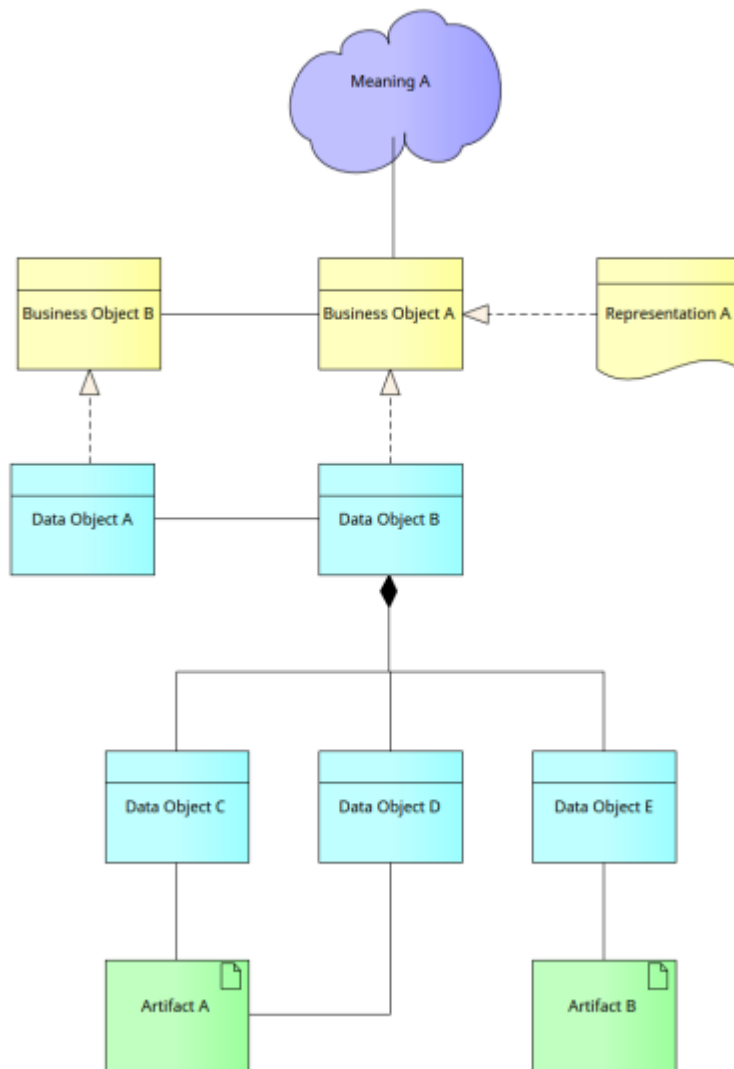 Meaning A
Business Object B
Business Object A
Representation A
Data Object A
Data Object B
Data Object C
Data Object D
Data Object E
Artifact A
Artifact B